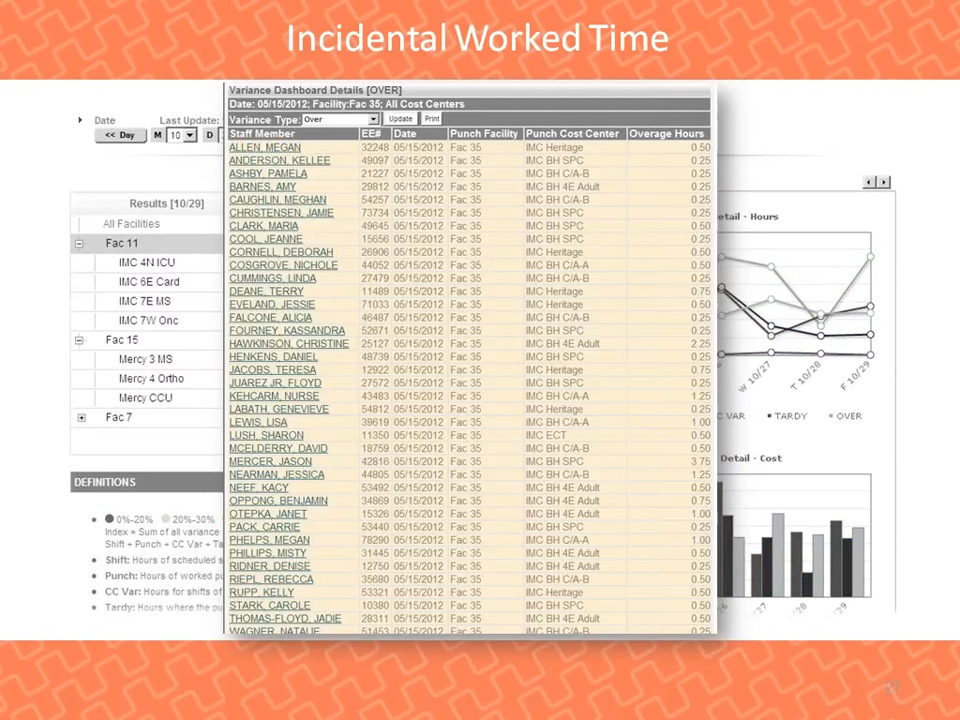 Incidental Worked Time
Variance Dashboard Details [OVER]
Date: 05/15/2012; Facility:Fac 35; All Cost Centers
Variance Type: Over Update Print
Staff Member EE# Date Punch Facility Punch Cost Center Overage Hours
ALLEN, MEGAN 32248 05/15/2012 Fac 35 IMC Heritage 0.50
ANDERSON, KELLEE 49097 05/15/2012 Fac 35 IMC BH SPC 0.25
ASHBY, PAMELA 21227 05/15/2012 Fac 35 IMC BH C/A-B 0.25
BARNES, AMY 29812 05/15/2012 Fac 35 IMC BH 4E Adult 0.25
CAUGHLIN, MEGHAN 54257 05/15/2012 Fac 35 IMC BH C/A-B 0.25
CHRISTENSEN, JAMIE 73734 05/15/2012 Fac 35 IMC BH SPC 0.25
CLARK, MARIA 49645 05/15/2012 Fac 35 IMC BH SPC 0.50
COOL, JEANNE 15656 05/15/2012 Fac 35 IMC BH SPC 0.25
CORNELL, DEBORAH 26906 05/15/2012 Fac 35 IMC Heritage 0.50
COSGROVE, NICHOLE 44052 05/15/2012 Fac 35 IMC BH C/A-A 0.50
CUMMINGS, LINDA 27479 05/15/2012 Fac 35 IMC BH C/A-B 0.25
DEANE, TERRY 11489 05/15/2012 Fac 35 IMC Heritage 0.75
EVELAND, JESSIE 71033 05/15/2012 Fac 35 IMC Heritage 0.50
FALCONE, ALICIA 46487 05/15/2012 Fac 35 IMC BH C/A-B 0.25
FOURNEY, KASSANDRA 52671 05/15/2012 Fac 35 IMC BH SPC 0.25
HAWKINSON, CHRISTINE 25127 05/15/2012 Fac 35 IMC BH 4E Adult 2.25
HENKENS, DANIEL 48739 05/15/2012 Fac 35 IMC BH SPC 0.25
JACOBS, TERESA 12922 05/15/2012 Fac 35 IMC Heritage 0.75
JUAREZ JR, FLOYD 27572 05/15/2012 Fac 35 IMC BH SPC 0.25
KEHCARM, NURSE 43483 05/15/2012 Fac 35 IMC BH C/A-A 1.25
LABATH, GENEVIEVE 54812 05/15/2012 Fac 35 IMC Heritage 0.25
LEWIS, LISA 39619 05/15/2012 Fac 35 IMC BH C/A-A 1.00
LUSH, SHARON 11350 05/15/2012 Fac 35 IMC ECT 0.50
MCELDERRY, DAVID 18759 05/15/2012 Fac 35 IMC BH C/A-B 0.50
MERCER, JASON 42816 05/15/2012 Fac 35 IMC BH SPC 3.75
NEARMAN, JESSICA 44805 05/15/2012 Fac 35 IMC BH C/A-B 1.25
NEEF, KACY 53492 05/15/2012 Fac 35 IMC BH 4E Adult 0.50
OPPONG, BENJAMIN 34869 05/15/2012 Fac 35 IMC BH 4E Adult 0.75
OTEPKA, JANET 15326 05/15/2012 Fac 35 IMC BH 4E Adult 1.00
PACK, CARRIE 53440 05/15/2012 Fac 35 IMC BH SPC 0.25
PHELPS, MEGAN 78290 05/15/2012 Fac 35 IMC BH C/A-A 1.00
PHILLIPS, MISTY 31445 05/15/2012 Fac 35 IMC BH 4E Adult 0.50
RIDNER, DENISE 12750 05/15/2012 Fac 35 IMC BH 4E Adult 0.25
RIEPL, REBECCA 35680 05/15/2012 Fac 35 IMC BH C/A-B 0.50
RUPP, KELLY 53321 05/15/2012 Fac 35 IMC Heritage 0.50
STARK, CAROLE 10380 05/15/2012 Fac 35 IMC BH SPC 0.50
THOMAS-FLOYD, JADIE 28311 05/15/2012 Fac 35 IMC BH 4E Adult 0.50
WAGNER, NATALIE 51453 05/15/2012 Fac 35 IMC BH C/A-B 0.25
Date Last Update:
<< Day M 10 D
Results [10/29]
All Facilities
Fac 11
IMC 4N ICU
IMC 6E Card
IMC 7E MS
IMC 7W Onc
Fac 15
Mercy 3 MS
Mercy 4 Ortho
Mercy CCU
Fac 7
DEFINITIONS
0%-20% 20%-30%
Index = Sum of all variance
Shift + Punch + CC Var + Ta
Shift: Hours of scheduled s
Punch: Hours of worked pu
CC Var: Hours for shifts of
Tardy: Hours where the pu
etail - Hours
W 10/27 T 10/28 F 10/29
C VAR TARDY OVER
Detail - Cost
/26 /27 /28 /29